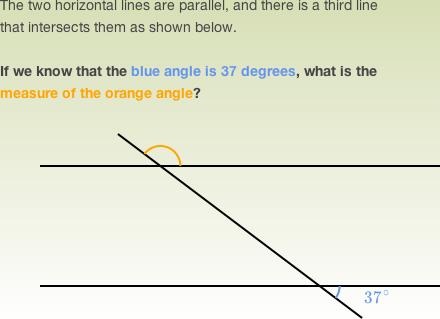 The two horizontal lines are parallel, and there is a third line
that intersects them as shown below.
If we know that the blue angle is 37 degrees, what is the
measure of the orange angle?
37°